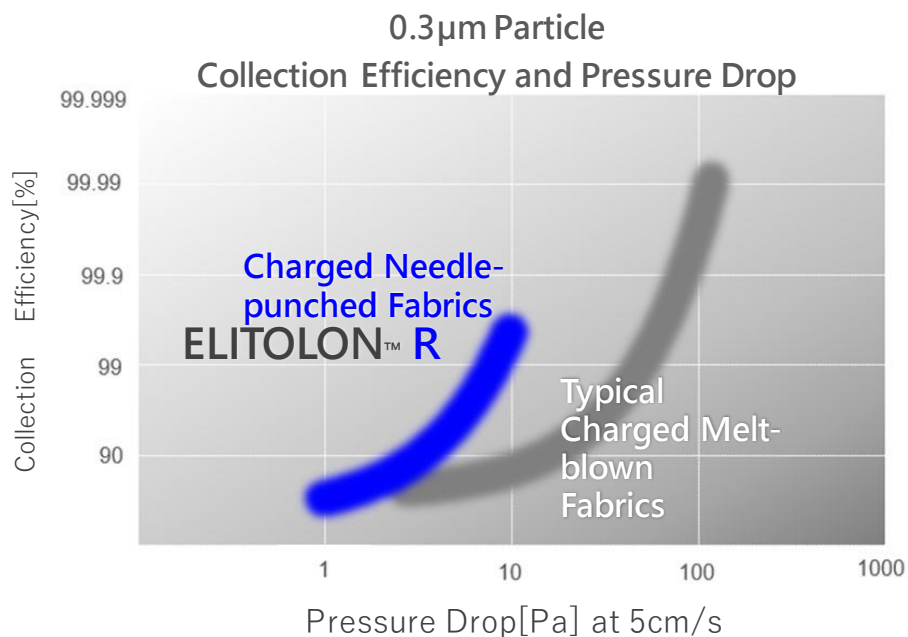 0.3µm Particle
Collection Efficiency and Pressure Drop
99.999
99.99
99.9
99
90
Collection Efficiency[%]
Charged Needle-
punched Fabrics
ELITOLON™ R
Typical
Charged Melt-
blown
Fabrics
1
10
100
1000
Pressure Drop[Pa] at 5cm/s